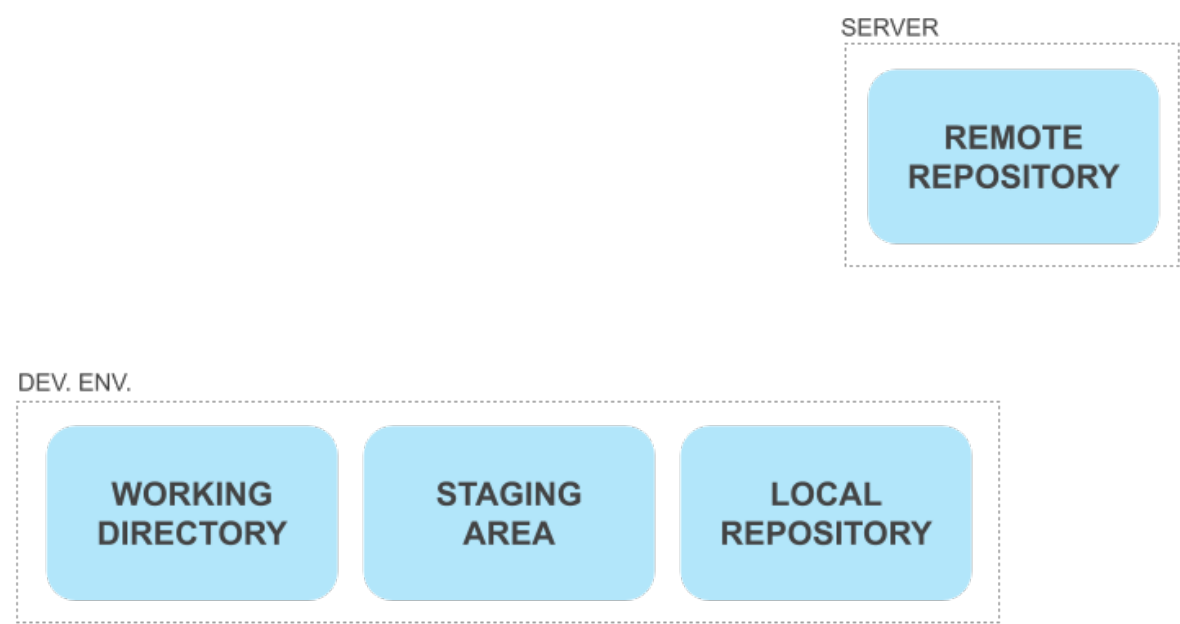 SERVER
REMOTE
REPOSITORY
DEV. ENV.
WORKING
DIRECTORY
STAGING
AREA
LOCAL
REPOSITORY